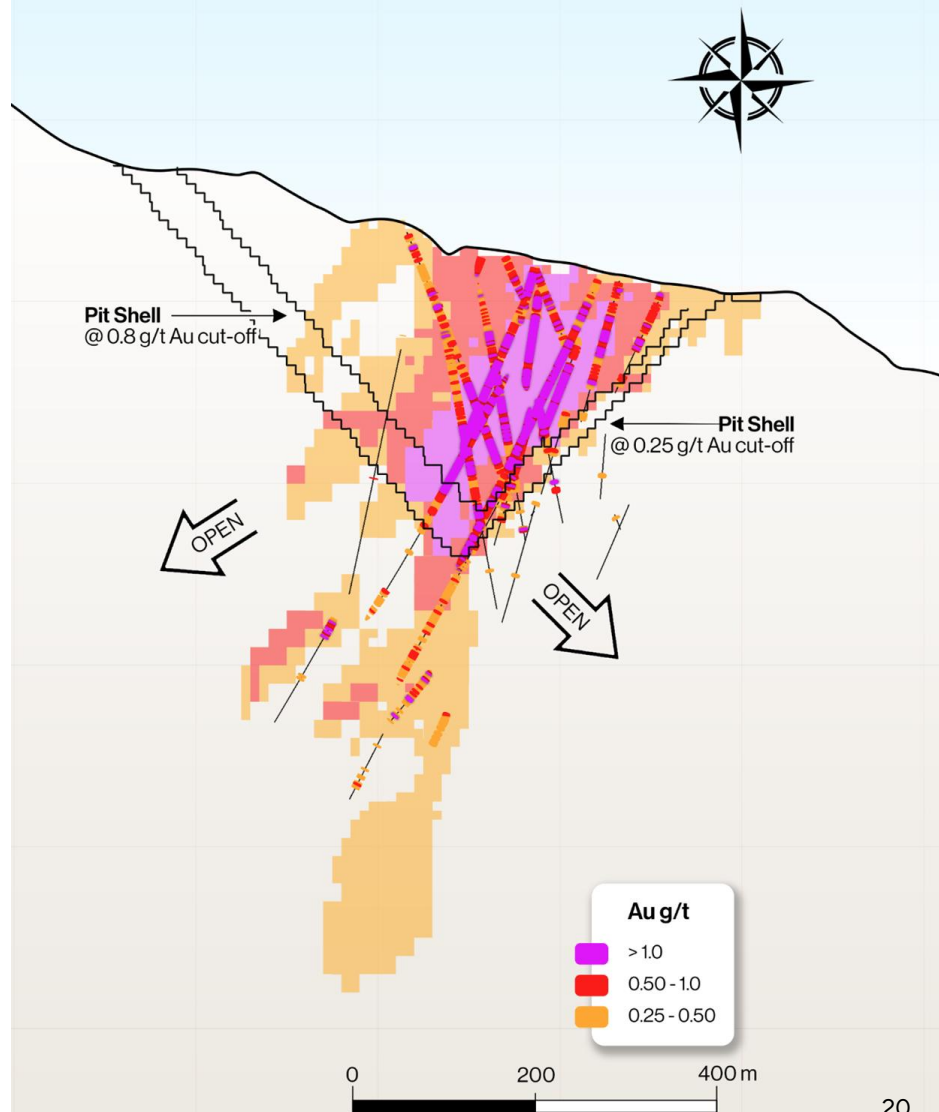 Pit Shell
@ 0.8 g/t Au cut-off
Pit Shell
@ 0.25 g/t Au cut-off
OPEN
OPEN
Au g/t
> 1.0
0.50 - 1.0
0.25 - 0.50
0 200 400 m
20